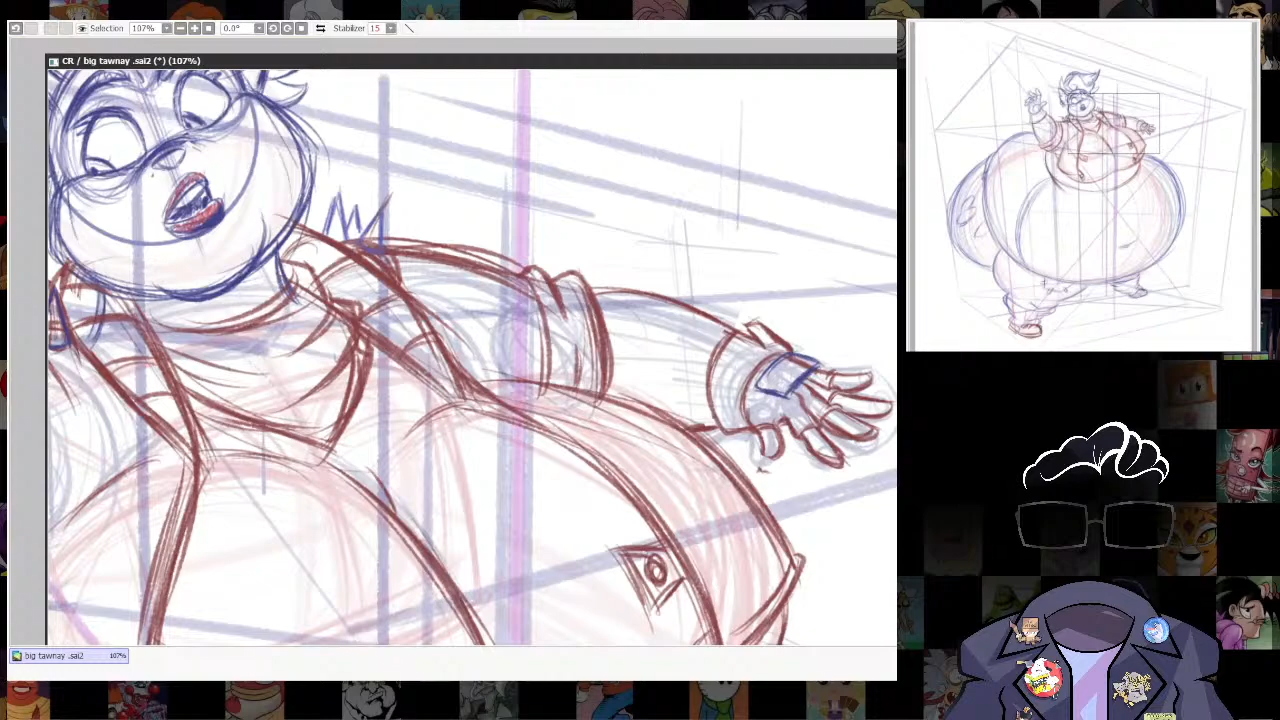 Selection 107% 0.0° Stabilizer 15
CR / big tawnay .sai2 (*) (107%)
big tawnay .sai2 107%